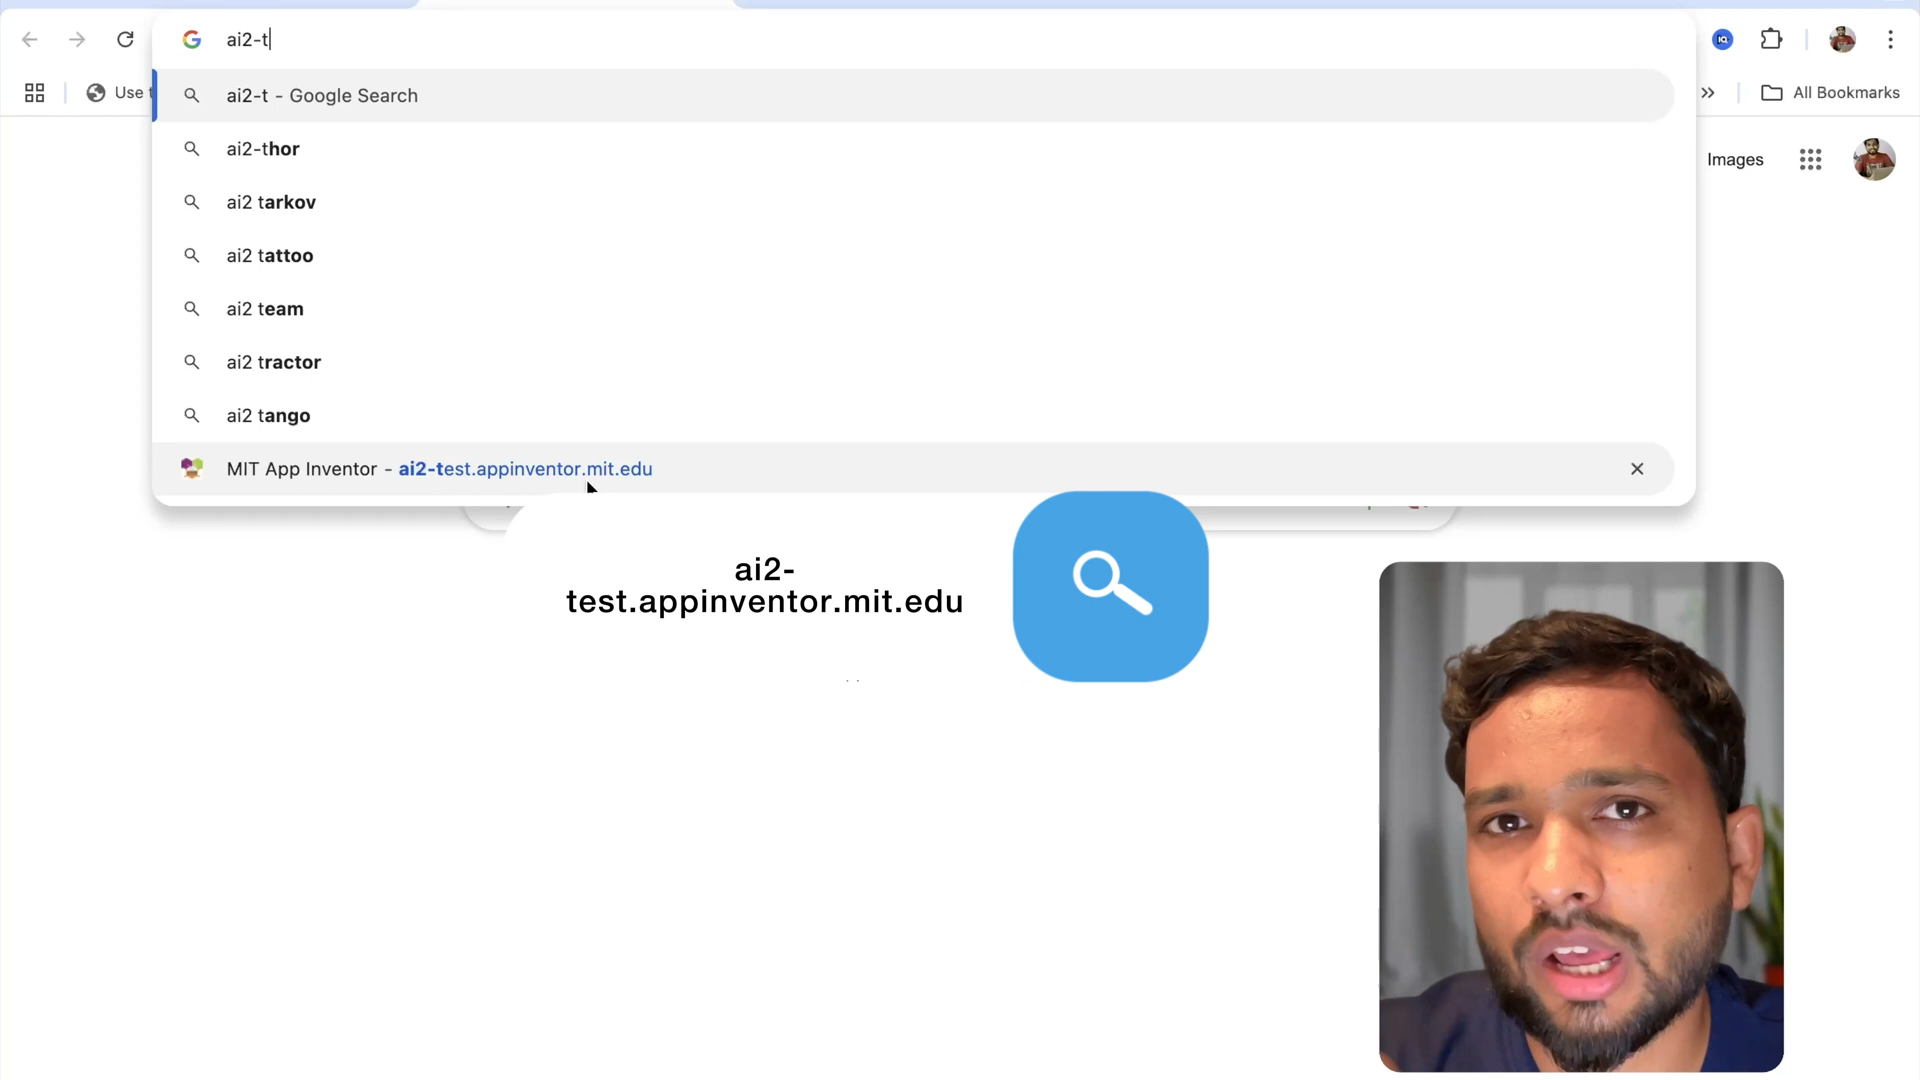 ai2-t
Use t
All Bookmarks
ai2-t - Google Search
ai2-thor
Images
ai2 tarkov
ai2 tattoo
ai2 team
ai2 tractor
ai2 tango
MIT App Inventor - ai2-test.appinventor.mit.edu
ai2-
test.appinventor.mit.edu